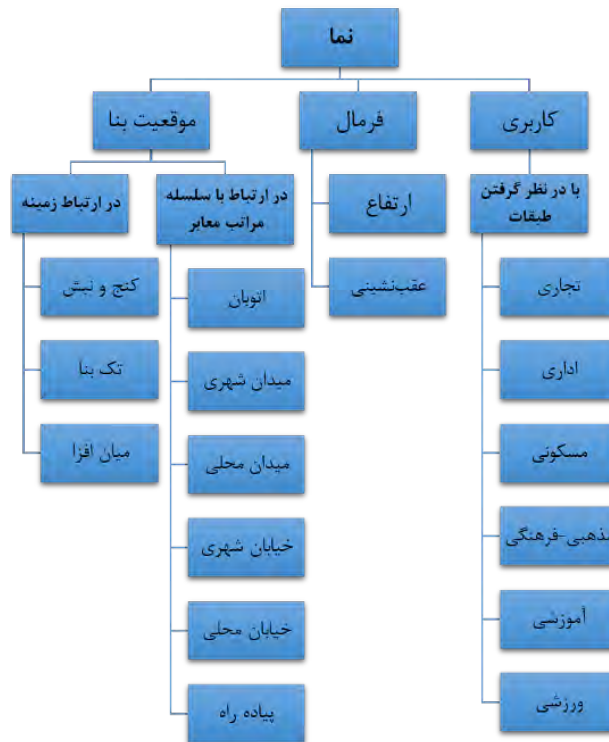 نما
کاربری
فرمال
موقعیت بنا
با در نظر گرفتن
طبقات
تجاری
اداری
مسکونی
مذهبی-فرهنگی
آموزشی
ورزشی
ارتفاع
عقب‌نشینی
در ارتباط با سلسله
مراتب معابر
اتوبان
میدان شهری
میدان محلی
خیابان شهری
خیابان محلی
پیاده راه
در ارتباط زمینه
کنج و نبش
تک بنا
میان افزا